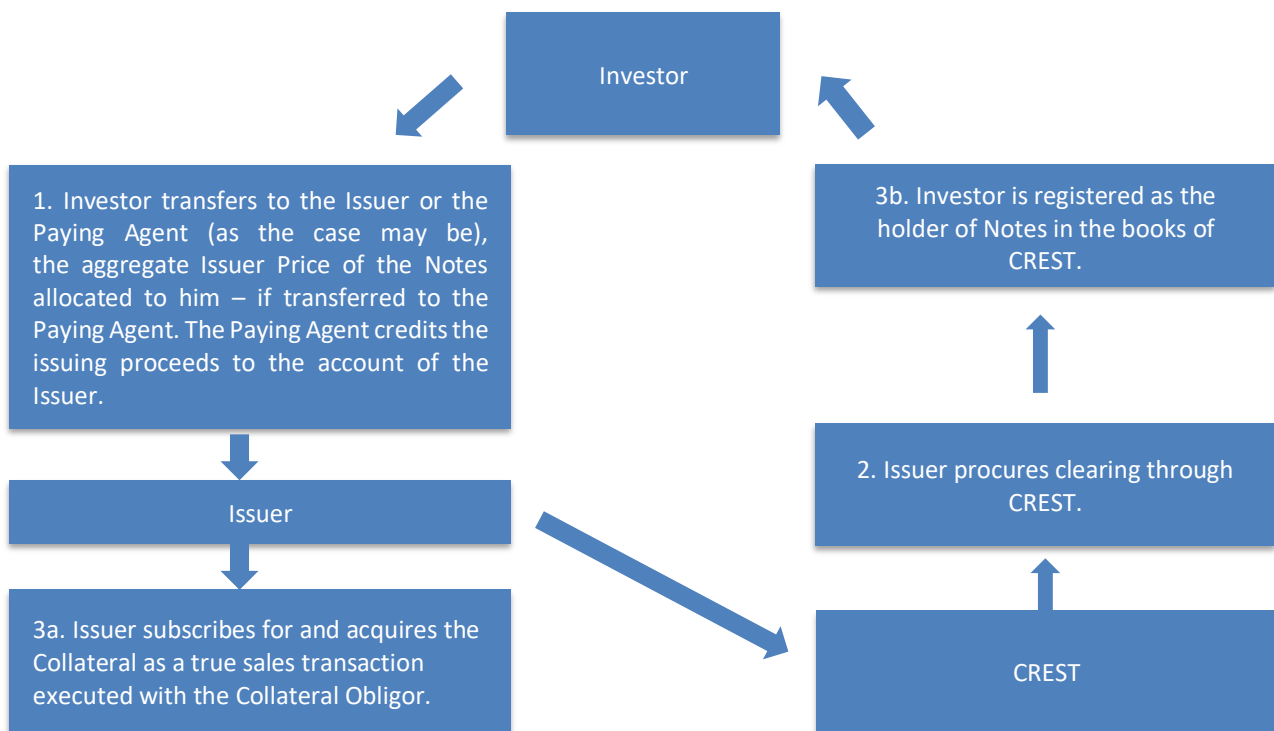 Investor
1. Investor transfers to the Issuer or the
Paying Agent (as the case may be),
the aggregate Issuer Price of the Notes
allocated to him – if transferred to the
Paying Agent. The Paying Agent credits the
issuing proceeds to the account of the
Issuer.
Issuer
3a. Issuer subscribes for and acquires the
Collateral as a true sales transaction
executed with the Collateral Obligor.
3b. Investor is registered as the
holder of Notes in the books of
CREST.
2. Issuer procures clearing through
CREST.
CREST